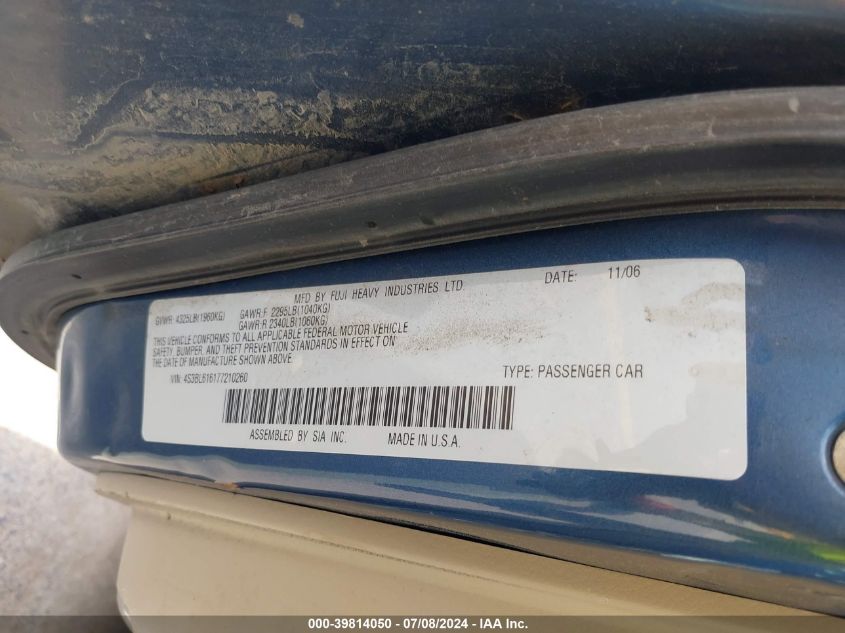 MFD BY FUJI HEAVY INDUSTRIES LTD. DATE: 11/06
GVWR: 4325LB(1960KG) GAWR:F 2295LB(1040KG)
GAWR:R 2340LB(1060KG)
THIS VEHICLE CONFORMS TO ALL APPLICABLE FEDERAL MOTOR VEHICLE
SAFETY, BUMPER, AND THEFT PREVENTION STANDARDS IN EFFECT ON
THE DATE OF MANUFACTURE SHOWN ABOVE.
VIN: 4S3BL616177210260 TYPE: PASSENGER CAR
ASSEMBLED BY SIA INC. MADE IN U.S.A.
000-39814050 - 07/08/2024 - IAA Inc.